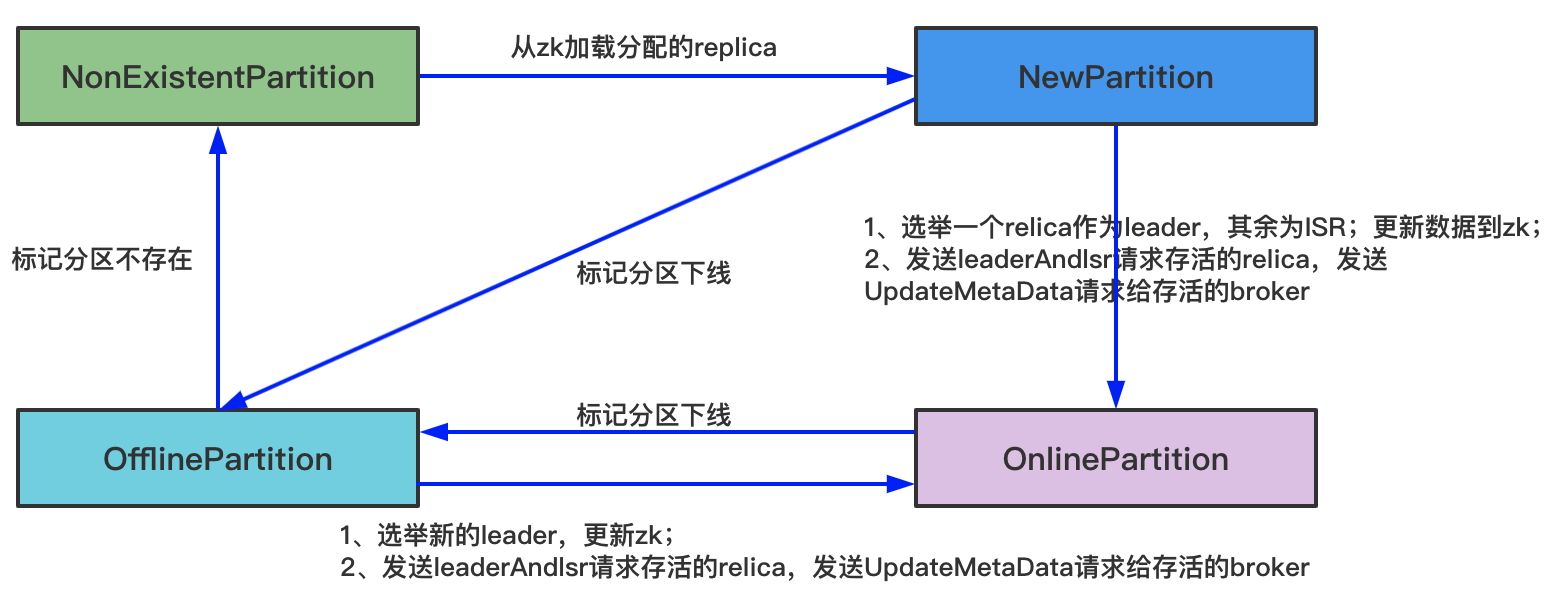 从zk加载分配的replica
NonExistentPartition
NewPartition
1、选举一个relica作为leader，其余为ISR；更新数据到zk；
2、发送leaderAndIsr请求存活的relica，发送
UpdateMetaData请求给存活的broker
标记分区不存在
标记分区下线
标记分区下线
OfflinePartition
OnlinePartition
1、选举新的leader，更新zk；
2、发送leaderAndIsr请求存活的relica，发送UpdateMetaData请求给存活的broker